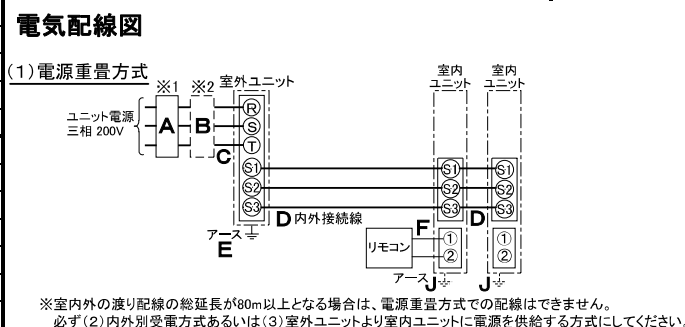 電気配線図
(1)電源重畳方式
※1 ※2 室外ユニット
室内 室内
ユニット ユニット
ユニット電源
三相 200V
A B C
R
S
T
S1 S1 S1
S2 S2 S2
S3 S3 D S3
D 内外接続線
アース
E
リモコン F
① ①
② ②
アース J J
※室内外の渡り配線の総延長が80m以上となる場合は、電源重畳方式での配線はできません。
必ず(2)内外別受電方式あるいは(3)室外ユニットより室内ユニットに電源を供給する方式にしてください。